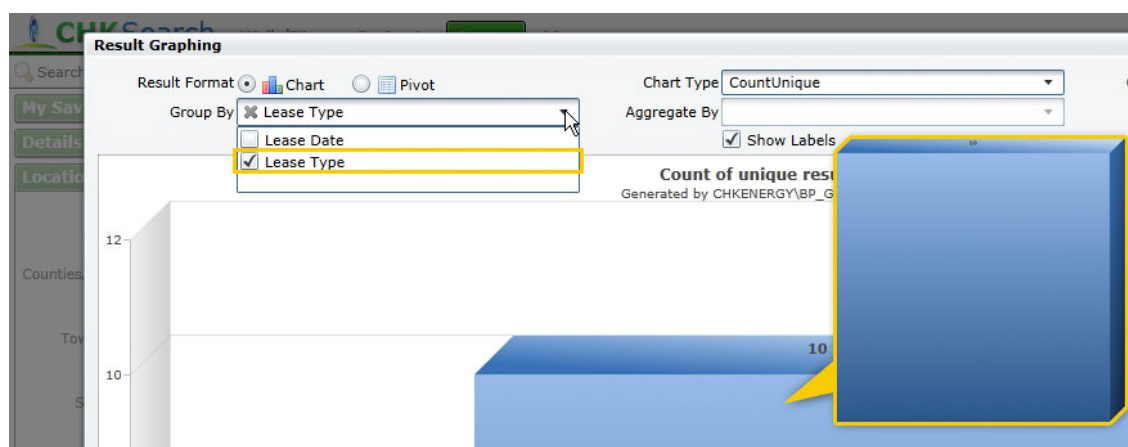 CHKSearch
Result Graphing
Search
Result Format Chart Pivot
Chart Type CountUnique
My Sav
Group By Lease Type
Aggregate By
Details
Lease Date
Show Labels
Lease Type
Locatio
Count of unique resu
Generated by CHKENERGY\BP_G
12
Counties,
Tow
10
10
S